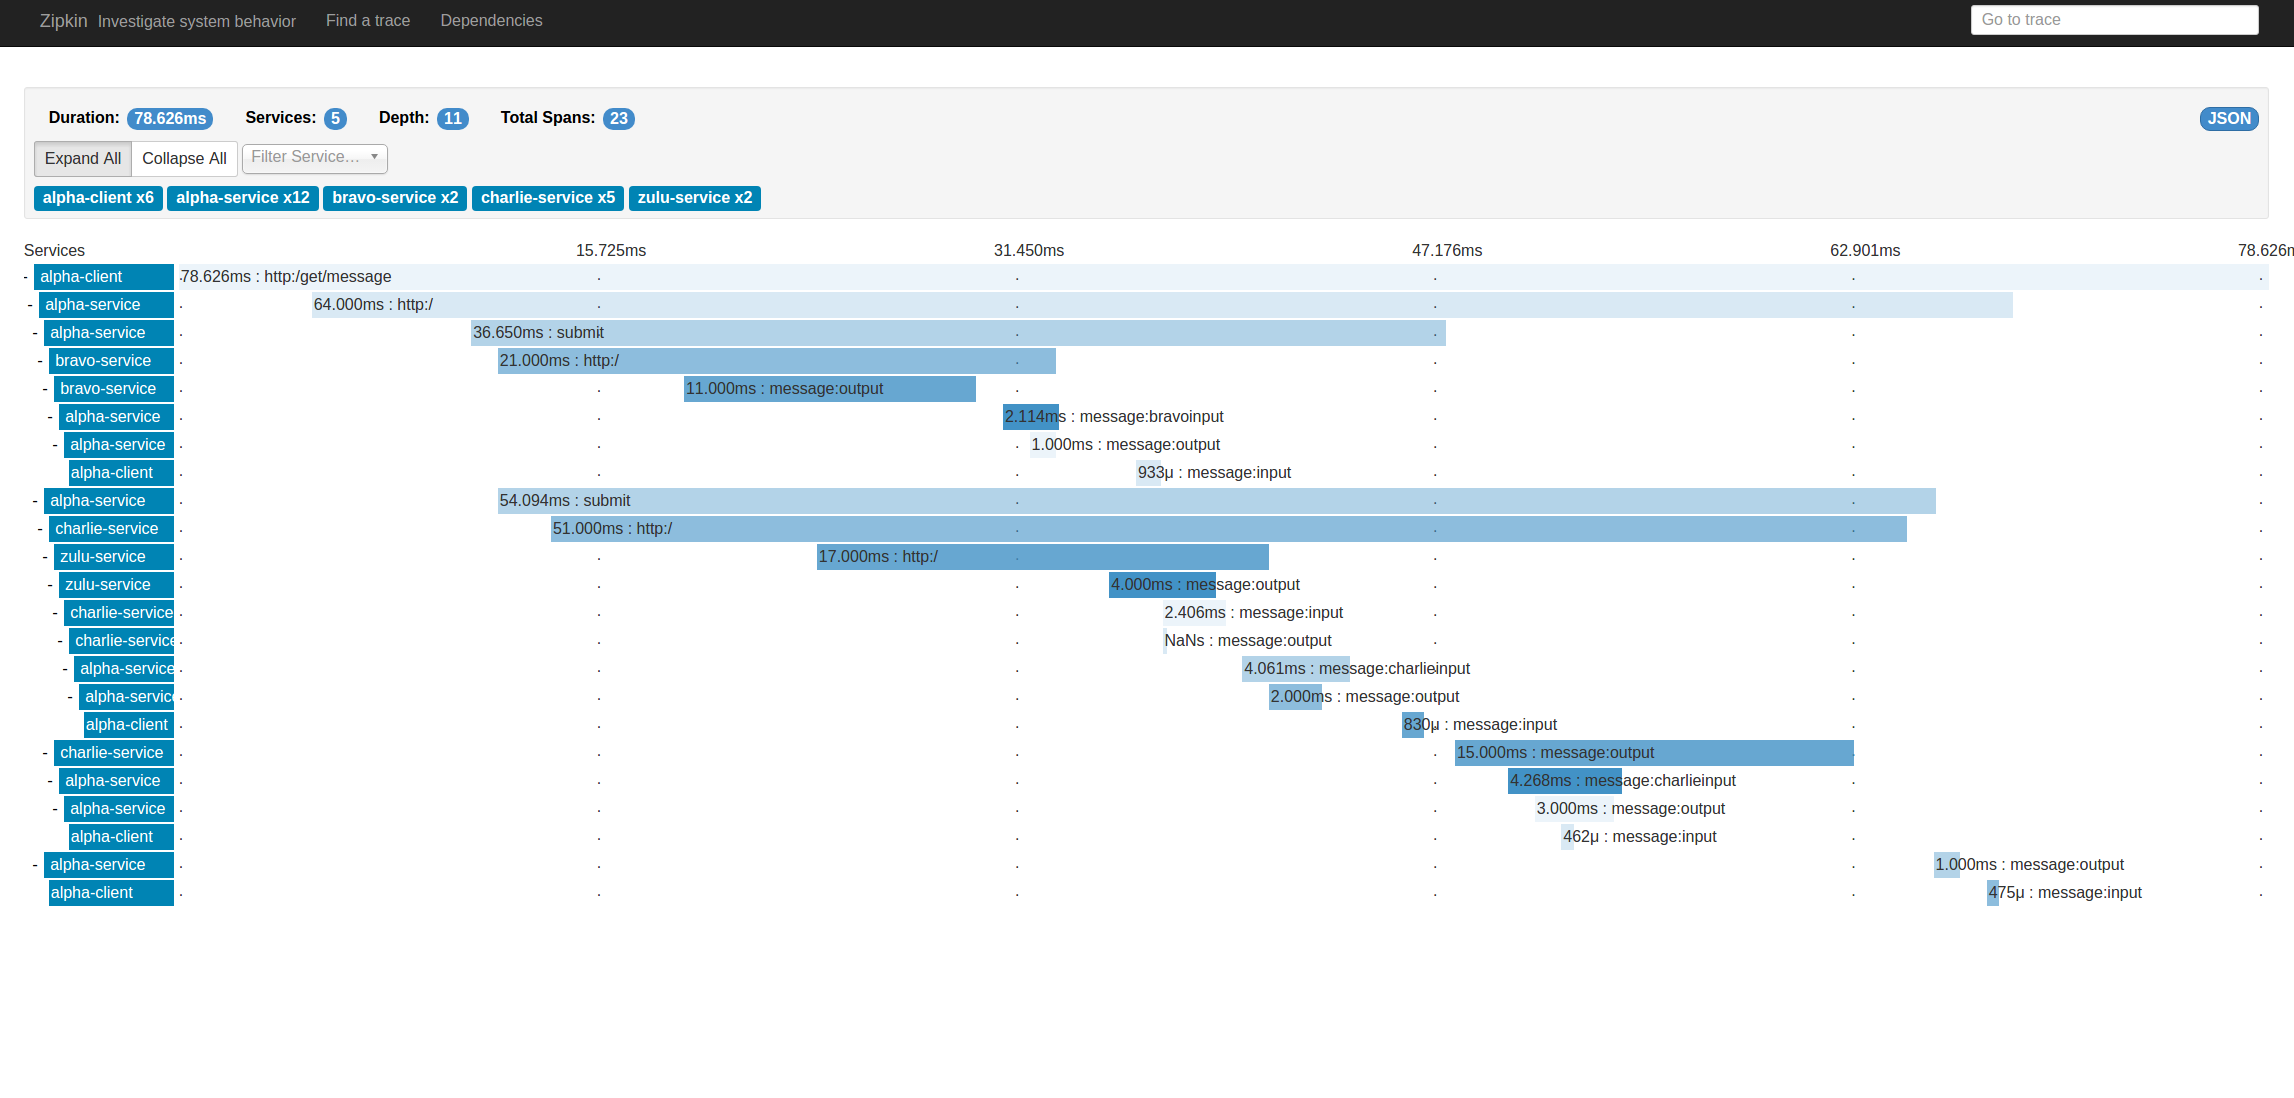 Zipkin Investigate system behavior Find a trace Dependencies Go to trace
Duration: 78.626ms Services: 5 Depth: 11 Total Spans: 23 JSON
Expand All Collapse All Filter Service...
alpha-client x6 alpha-service x12 bravo-service x2 charlie-service x5 zulu-service x2
Services 15.725ms 31.450ms 47.176ms 62.901ms 78.626m
- alpha-client 78.626ms : http:/get/message
- alpha-service 64.000ms : http:/
- alpha-service 36.650ms : submit
- bravo-service 21.000ms : http:/
- bravo-service 11.000ms : message:output
- alpha-service 2.114ms : message:bravoinput
- alpha-service 1.000ms : message:output
alpha-client 933μ : message:input
- alpha-service 54.094ms : submit
- charlie-service 51.000ms : http:/
- zulu-service 17.000ms : http:/
- zulu-service 4.000ms : message:output
- charlie-service 2.406ms : message:input
- charlie-service NaNs : message:output
- alpha-service 4.061ms : message:charlieinput
- alpha-servic 2.000ms : message:output
alpha-client 830μ : message:input
- charlie-service 15.000ms : message:output
- alpha-service 4.268ms : message:charlieinput
- alpha-service 3.000ms : message:output
alpha-client 462μ : message:input
- alpha-service 1.000ms : message:output
alpha-client 475μ : message:input